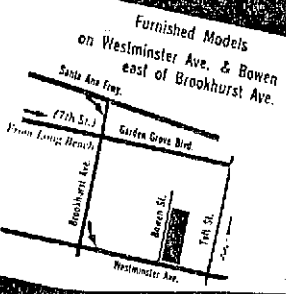 Furnished Models
on Westminster Ave. & Bowen
east of Brookhurst Ave.
Santa Ana Frwy.
(7th St.)
From Long Beach
Garden Grove Blvd.
Brookhurst Ave.
Bowen St.
Taft St.
Westminster Ave.